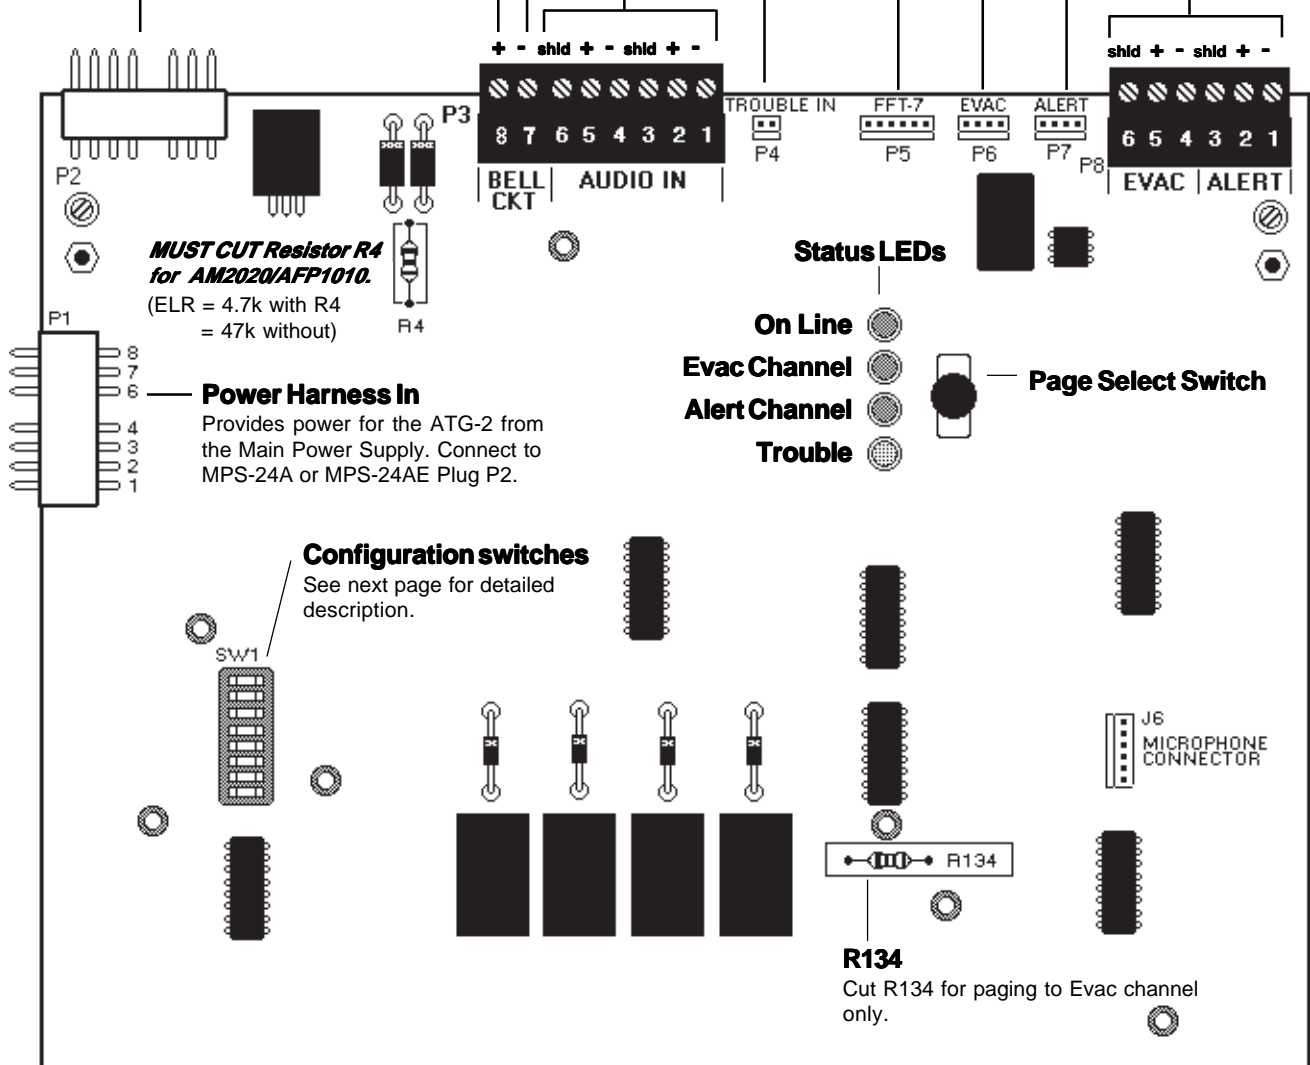 + - shld + - shld + -
shld + - shld + -
P3
8 7 6 5 4 3 2 1
BELL CKT
AUDIO IN
TROUBLE IN
P4
FFT-7
P5
EVAC
P6
ALERT
P7
P8
6 5 4 3 2 1
EVAC ALERT
P2
MUST CUT Resistor R4
for AM2020/AFP1010.
(ELR = 4.7k with R4
= 47k without)
R4
Status LEDs
On Line
Evac Channel
Alert Channel
Trouble
Page Select Switch
P1
8
7
6
4
3
2
1
Power Harness In
Provides power for the ATG-2 from
the Main Power Supply. Connect to
MPS-24A or MPS-24AE Plug P2.
Configuration switches
See next page for detailed
description.
SW1
J6
MICROPHONE
CONNECTOR
R134
R134
Cut R134 for paging to Evac channel
only.